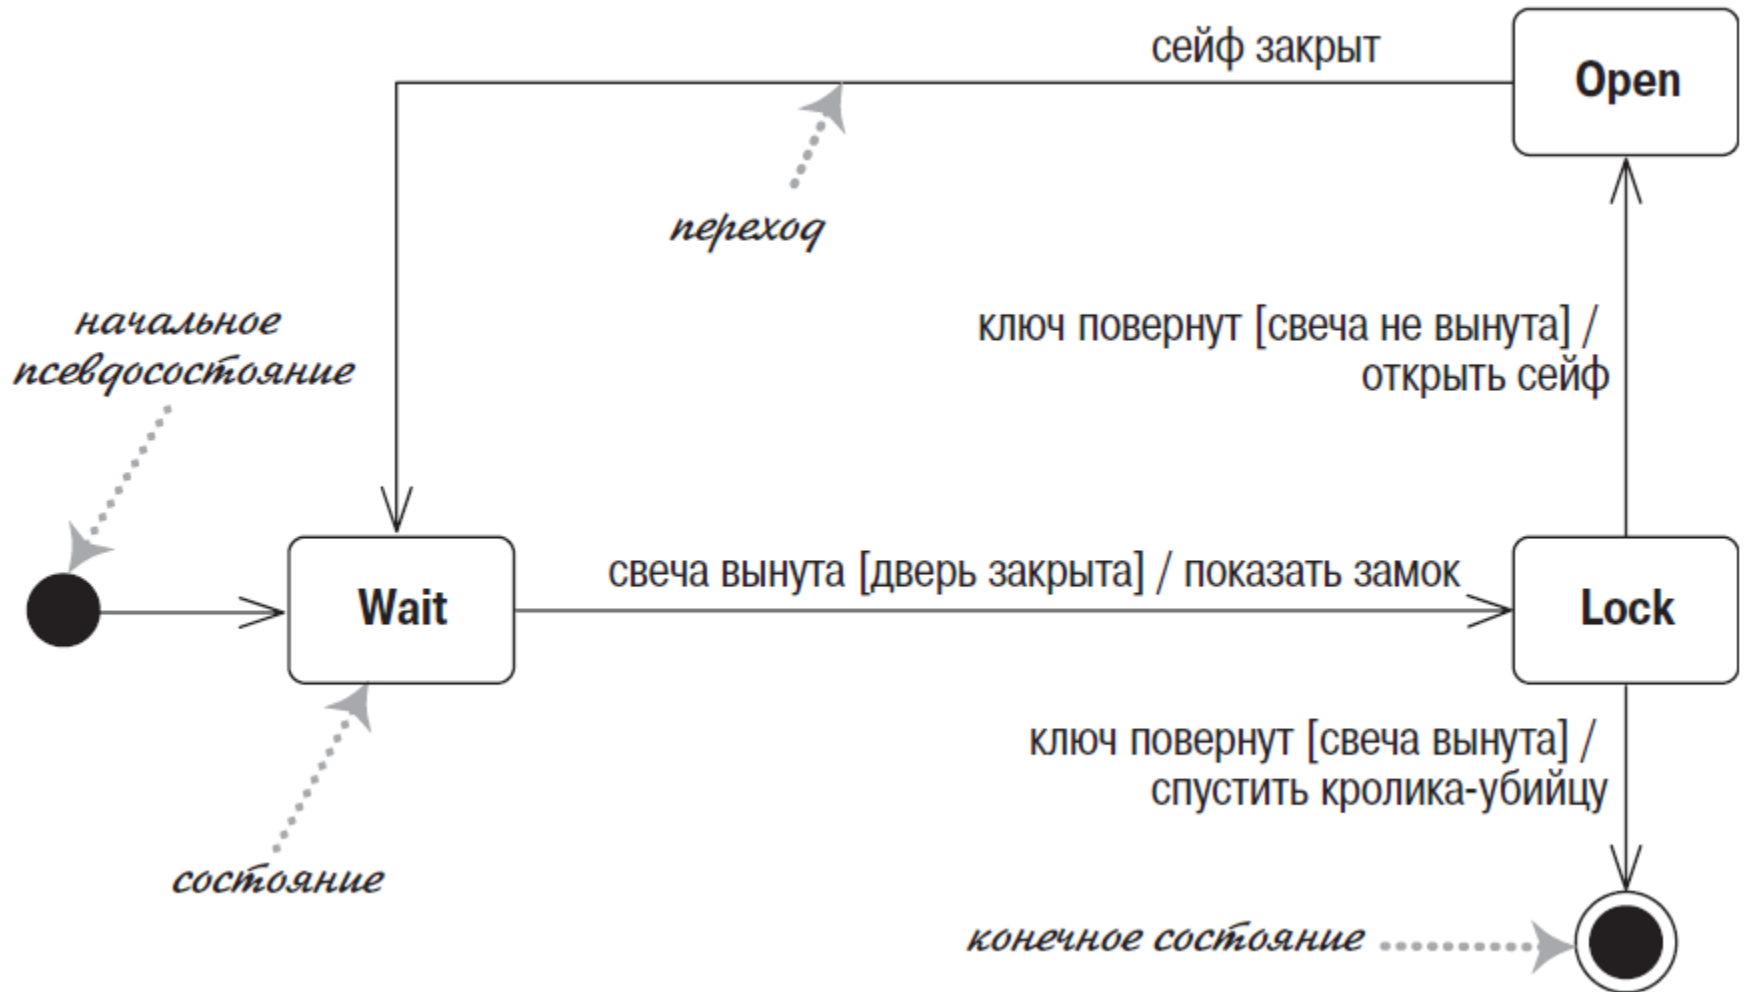 сейф закрыт
Open
переход
начальное
псевдосостояние
ключ повернут [свеча не вынута] /
открыть сейф
Wait
свеча вынута [дверь закрыта] / показать замок
Lock
ключ повернут [свеча вынута] /
спустить кролика-убийцу
состояние
конечное состояние